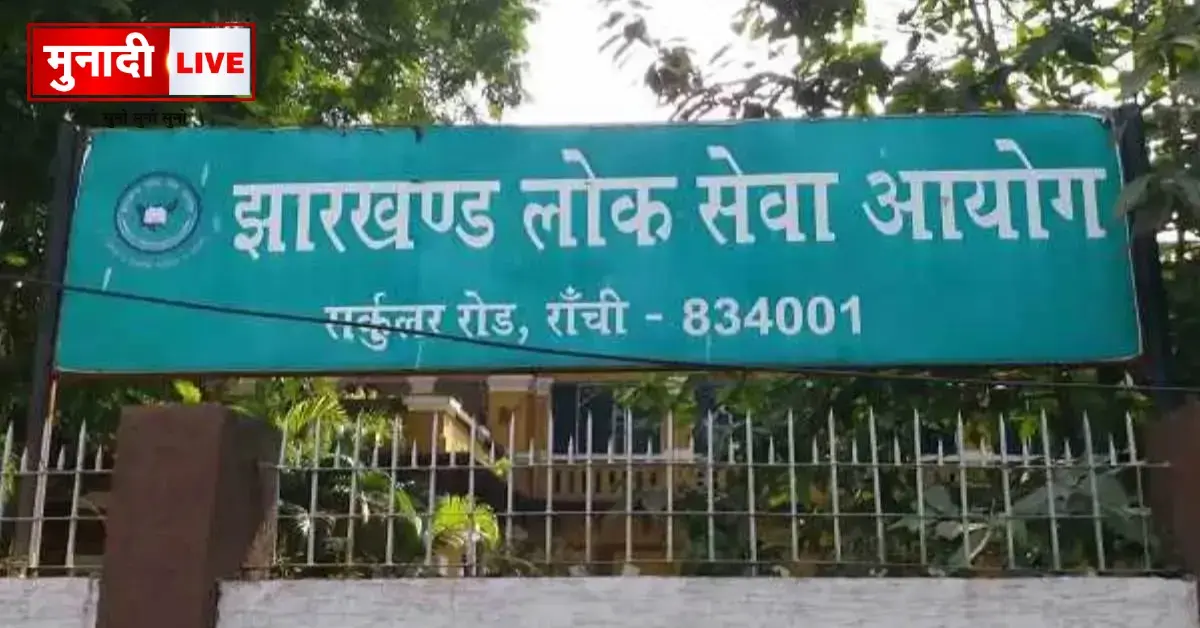 मुनादी LIVE
सुनो सुनो सुनो
झारखण्ड लोक सेवा आयोग
सर्कुलर रोड, राँची - 834001